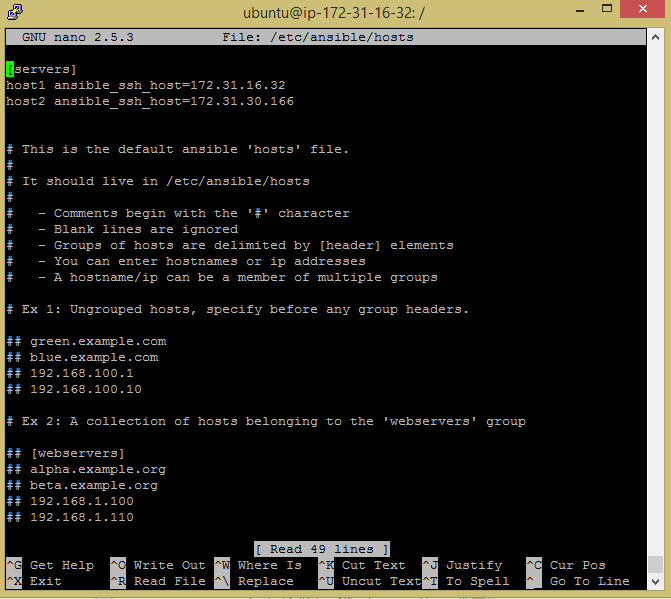 ubuntu@ip-172-31-16-32: /
GNU nano 2.5.3 File: /etc/ansible/hosts
[servers]
host1 ansible_ssh_host=172.31.16.32
host2 ansible_ssh_host=172.31.30.166
# This is the default ansible 'hosts' file.
#
# It should live in /etc/ansible/hosts
#
#   - Comments begin with the '#' character
#   - Blank lines are ignored
#   - Groups of hosts are delimited by [header] elements
#   - You can enter hostnames or ip addresses
#   - A hostname/ip can be a member of multiple groups
# Ex 1: Ungrouped hosts, specify before any group headers.
## green.example.com
## blue.example.com
## 192.168.100.1
## 192.168.100.10
# Ex 2: A collection of hosts belonging to the 'webservers' group
## [webservers]
## alpha.example.org
## beta.example.org
## 192.168.1.100
## 192.168.1.110
[ Read 49 lines ]
^G Get Help ^O Write Out ^W Where Is ^K Cut Text ^J Justify ^C Cur Pos
^X Exit ^R Read File ^\ Replace ^U Uncut Text ^T To Spell ^_ Go To Line